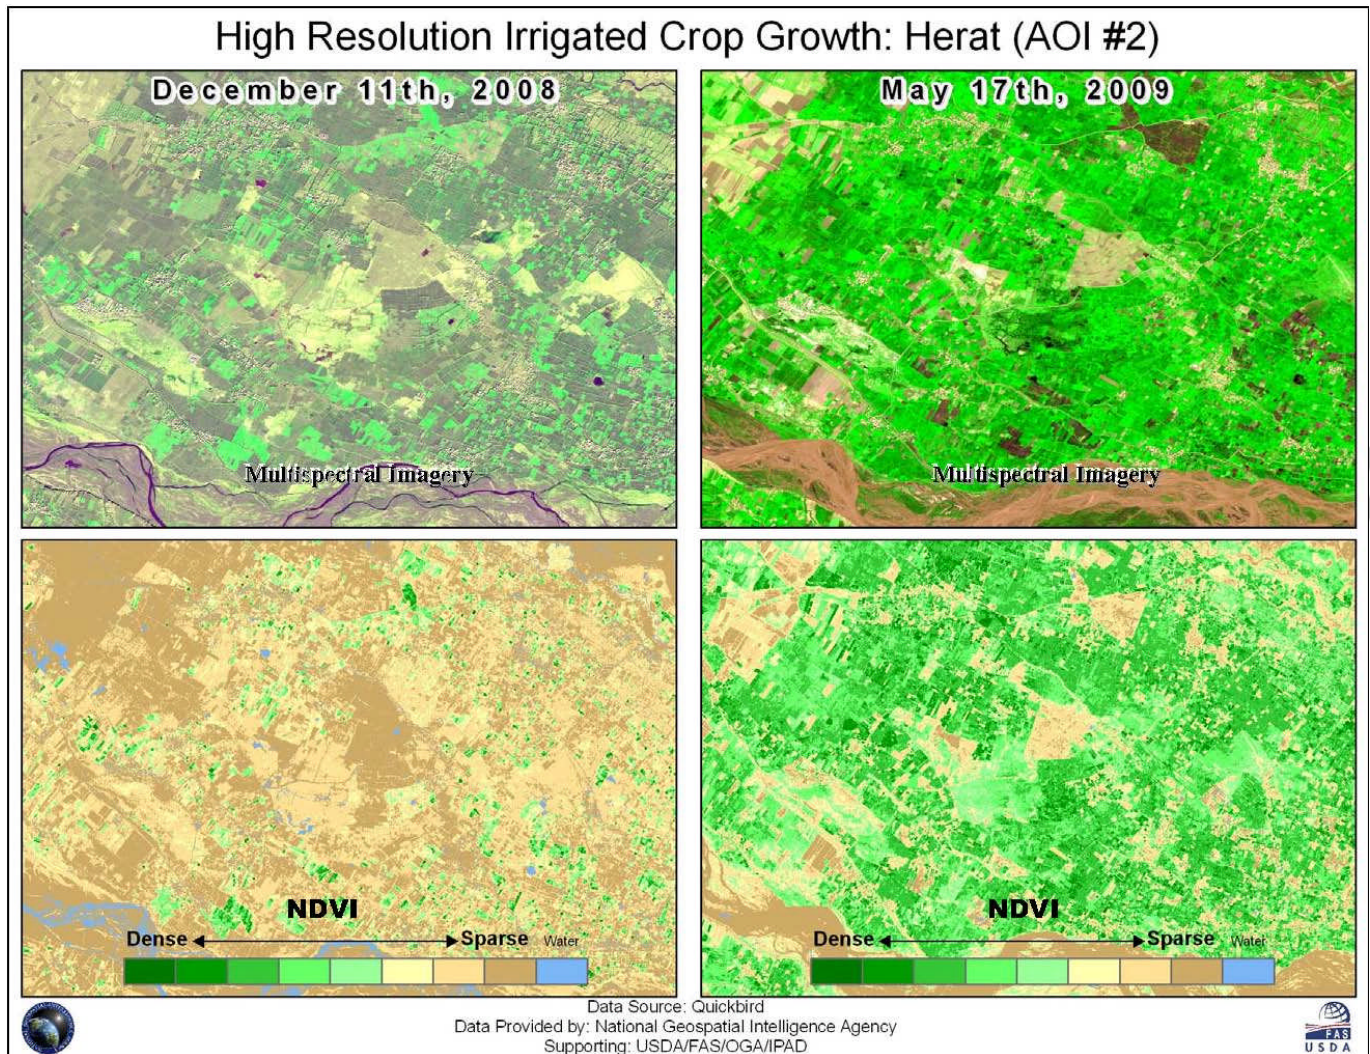 High Resolution Irrigated Crop Growth: Herat (AOI #2)
December 11th, 2008
May 17th, 2009
Multispectral Imagery
Multispectral Imagery
NDVI
Dense Sparse Water
NDVI
Dense Sparse Water
Data Source: Quickbird
Data Provided by: National Geospatial Intelligence Agency
Supporting: USDA/FAS/OGA/IPAD
FAS
USDA